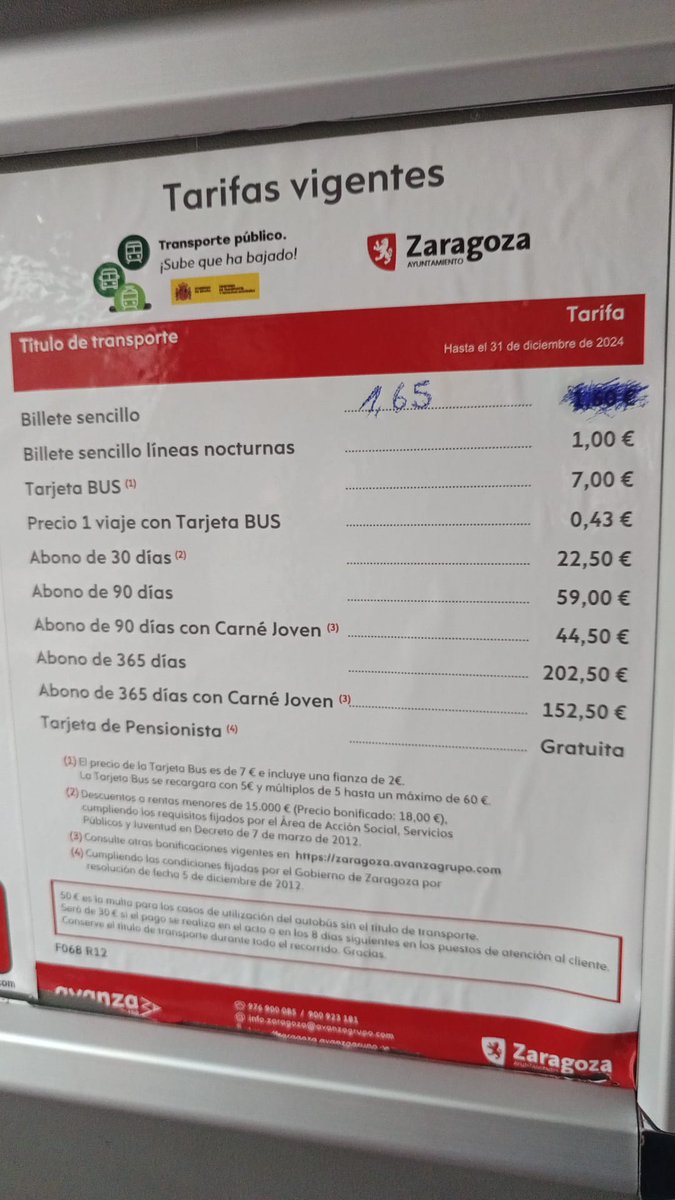 Tarifas vigentes
Transporte público.
¡Sube que ha bajado!
Zaragoza
AYUNTAMIENTO
Título de transporte
Tarifa
Hasta el 31 de diciembre de 2024
Billete sencillo 1,65
Billete sencillo líneas nocturnas 1,00 €
Tarjeta BUS (1) 7,00 €
Precio 1 viaje con Tarjeta BUS 0,43 €
Abono de 30 días (2) 22,50 €
Abono de 90 días 59,00 €
Abono de 90 días con Carné Joven (3) 44,50 €
Abono de 365 días 202,50 €
Abono de 365 días con Carné Joven (3) 152,50 €
Tarjeta de Pensionista (4) Gratuita
(1) El precio de la Tarjeta Bus es de 7 € e incluye una fianza de 2€.
La Tarjeta Bus se recargara con 5€ y múltiplos de 5 hasta un máximo de 60 €.
(2) Descuentos a rentas menores de 15.000 € (Precio bonificado: 18,00 €),
cumpliendo los requisitos fijados por el Área de Acción Social, Servicios
Públicos y Juventud en Decreto de 7 de marzo de 2012.
(3) Consulte otras bonificaciones vigentes en https://zaragoza.avanzagrupo.com
(4) Cumpliendo las condiciones fijadas por el Gobierno de Zaragoza por
resolución de fecha 5 de diciembre de 2012.
50 € es la multa para los casos de utilización del autobús sin el título de transporte.
Será de 30 € si el pago se realiza en el acto o en los 8 días siguientes en los puestos de atención al cliente.
Conserve el título de transporte durante todo el recorrido. Gracias.
F068 R12
com
avanza
976 900 085 / 900 923 181
info.zaragoza@avanzagrupo.com
Zaragoza
AYUNTAMIENTO